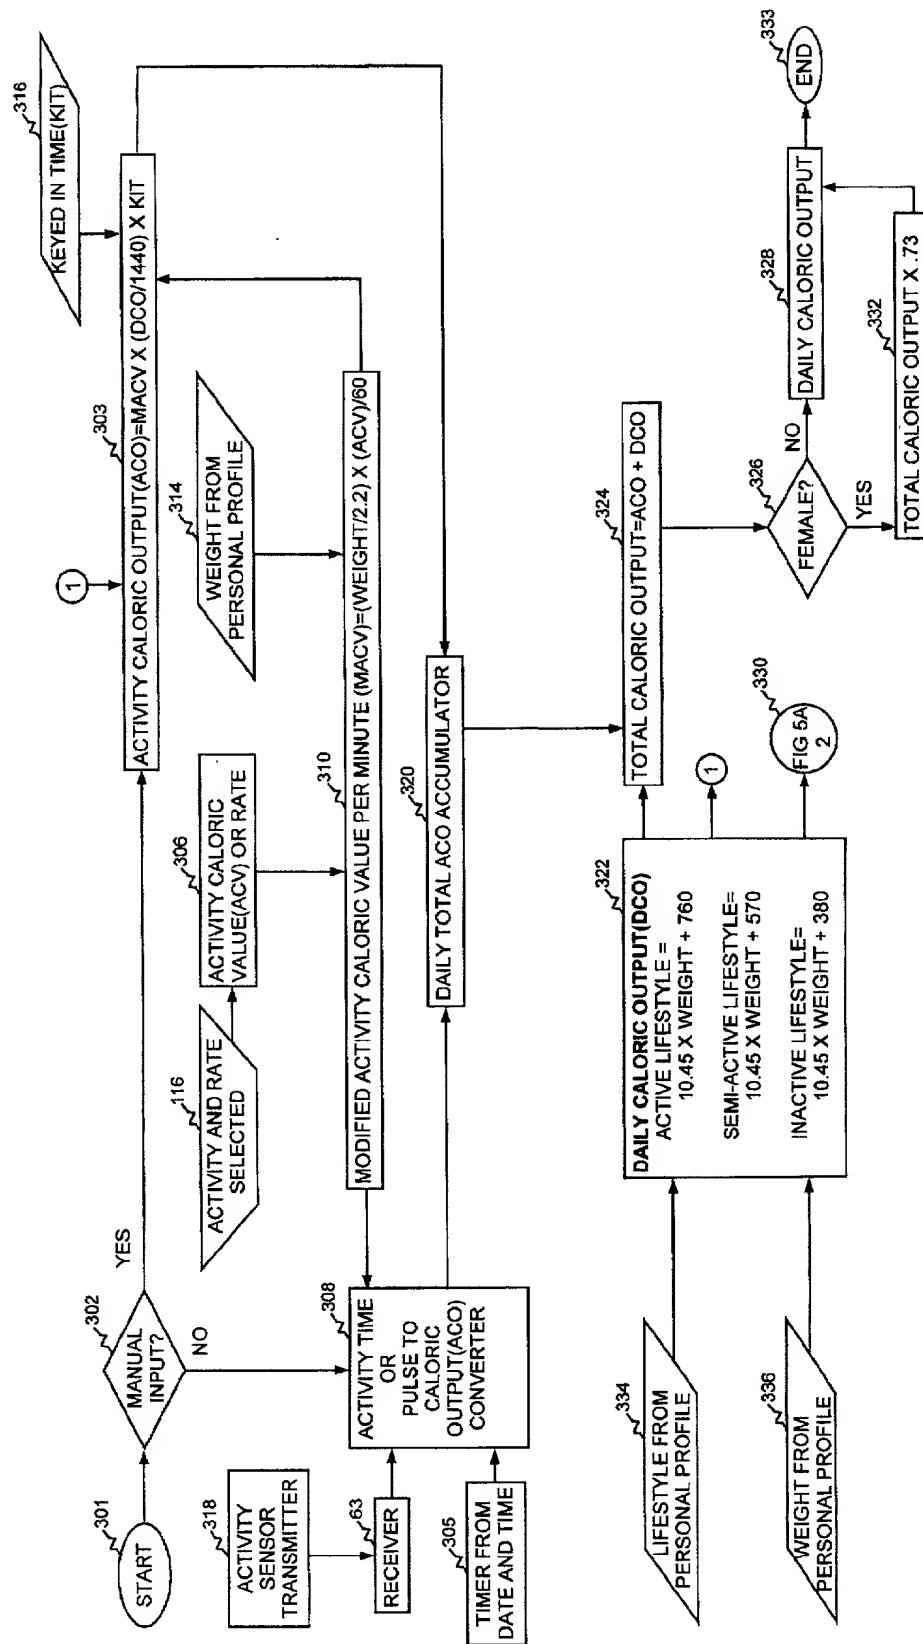 301
START
302
MANUAL
INPUT?
YES
NO
303
ACTIVITY CALORIC OUTPUT(ACO)=MACV X (DCO/1440) X KIT
1
316
KEYED IN TIME(KIT)
116
ACTIVITY AND RATE
SELECTED
306
ACTIVITY CALORIC
VALUE(ACV) OR RATE
314
WEIGHT FROM
PERSONAL PROFILE
310
MODIFIED ACTIVITY CALORIC VALUE PER MINUTE (MACV)=(WEIGHT/2.2) X (ACV)/60
318
ACTIVITY
SENSOR
TRANSMITTER
63
RECEIVER
305
TIMER FROM
DATE AND TIME
308
ACTIVITY TIME
OR
PULSE TO
CALORIC
OUTPUT(ACO)
CONVERTER
320
DAILY TOTAL ACO ACCUMULATOR
334
LIFESTYLE FROM
PERSONAL PROFILE
336
WEIGHT FROM
PERSONAL PROFILE
322
DAILY CALORIC OUTPUT(DCO)
ACTIVE LIFESTYLE =
10.45 X WEIGHT + 760
SEMI-ACTIVE LIFESTYLE=
10.45 X WEIGHT + 570
INACTIVE LIFESTYLE=
10.45 X WEIGHT + 380
1
330
FIG 5A
2
324
TOTAL CALORIC OUTPUT=ACO + DCO
326
FEMALE?
NO
YES
328
DAILY CALORIC OUTPUT
332
TOTAL CALORIC OUTPUT X .73
333
END